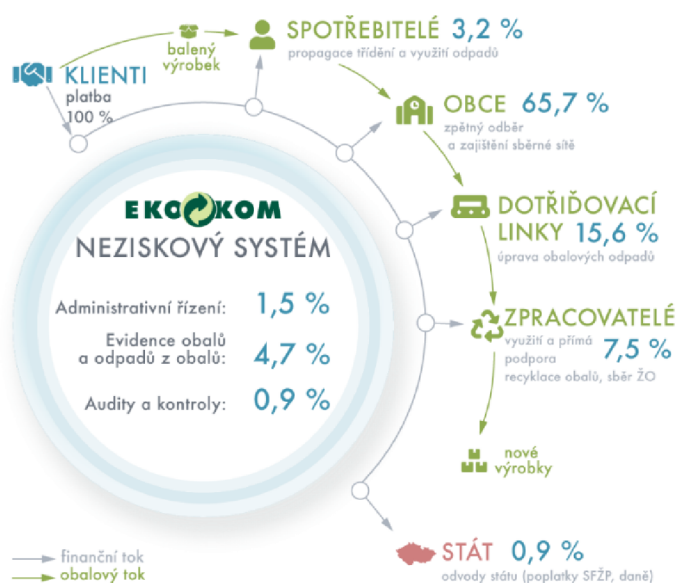 SPOTŘEBITELÉ 3,2 %
propagace třídění a využití odpadů
balený
výrobek
KLIENTI
platba
100 %
OBCE 65,7 %
zpětný odběr
a zajištění sběrné sítě
EKO KOM
NEZISKOVÝ SYSTÉM
Administrativní řízení: 1,5 %
Evidence obalů
a odpadů z obalů: 4,7 %
Audity a kontroly: 0,9 %
DOTŘIĎOVACÍ
LINKY 15,6 %
úprava obalových odpadů
ZPRACOVATELÉ
využití a přímá
podpora 7,5 %
recyklace obalů, sběr ŽO
nové
výrobky
STÁT 0,9 %
odvody státu (poplatky SFŽP, daně)
finanční tok
obalový tok